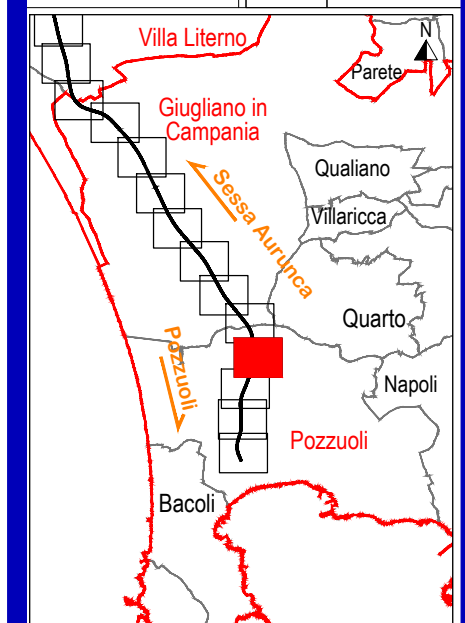 Villa Literno
N
Parete
Giugliano in
Campania
Qualiano
Sessa Aurunca
Villaricca
Quarto
Pozzuoli
Napoli
Pozzuoli
Bacoli